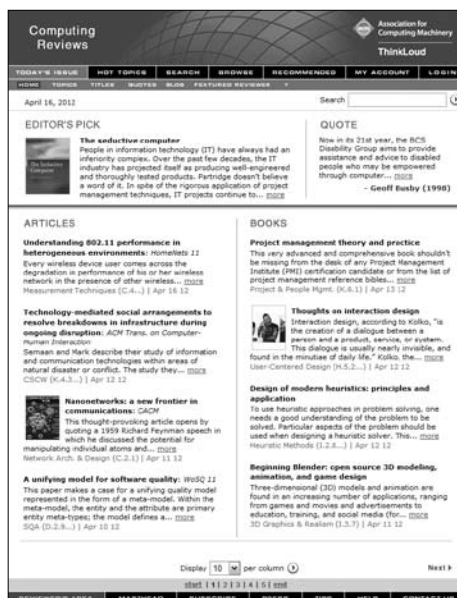 Computing
Reviews
Association for
Computing Machinery
ThinkLoud
TODAY'S ISSUE HOT TOPICS SEARCH BROWSE RECOMMENDED MY ACCOUNT LOGIN
HOME TOPICS TITLES QUOTES BLOG FEATURED REVIEWER
April 16, 2012
Search
EDITOR'S PICK
The seductive computer
People in information technology (IT) have always had an
inferiority complex. Over the past few decades, the IT
industry has projected itself as producing well-engineered
and thoroughly tested products. Partridge doesn't believe
a word of it. In spite of the rigorous application of project
management techniques, IT projects continue to... more
QUOTE
Now in its 21st year, the BCS
Disability Group aims to provide
assistance and advice to disabled
people who may be empowered
through computer... more
- Geoff Busby (1998)
ARTICLES
Understanding 802.11 performance in
heterogeneous environments: HomeNets 11
Every wireless device user comes across the
degradation in performance of his or her wireless
network in the presence of other wireless... more
Measurement Techniques (C.4...) | Apr 16 12
Technology-mediated social arrangements to
resolve breakdowns in infrastructure during
ongoing disruption: ACM Trans. on Computer-
Human Interaction
Semaan and Mark describe their study of information
and communication technologies within areas of
natural disaster or conflict. The study they... more
CSCW (K.4.3...) | Apr 13 12
Nanonetworks: a new frontier in
communications: CACM
This thought-provoking article opens by
quoting a 1959 Richard Feynman speech in
which he discussed the potential for
manipulating individual atoms and... more
Network Arch. & Design (C.2.1) | Apr 11 12
A unifying model for software quality: WoSQ 11
This paper makes a case for a unifying quality model
represented in the form of a meta-model. Within the
meta-model, the entity and the attribute are primary
entity meta-types; the model defines a... more
SQA (D.2.9...) | Apr 10 12
BOOKS
Project management theory and practice
This very advanced and comprehensive book shouldn't
be missing from the desk of any Project Management
Institute (PMI) certification candidate or from the list of
project management reference bibles... more
Project & People Mgmt. (K.6.1) | Apr 13 12
Thoughts on interaction design
Interaction design, according to Kolko, "is
the creation of a dialogue between a
person and a product, service, or system.
This dialogue is usually nearly invisible, and
found in the minutiae of daily life." Kolko, the... more
User-Centered Design (H.5.2...) | Apr 12 12
Design of modern heuristics: principles and
application
To use heuristic approaches in problem solving, one
needs a good understanding of the problem to be
solved. Particular aspects of the problem should be
used when designing a heuristic solver. This... more
Heuristic Methods (I.2.8...) | Apr 12 12
Beginning Blender: open source 3D modeling,
animation, and game design
Three-dimensional (3D) models and animation are
found in an increasing number of applications, ranging
from games and movies and advertisements to
education, training, and social media (for... more
3D Graphics & Realism (I.3.7) | Apr 11 12
Display 10 per column
Next
start | 1 | 2 | 3 | 4 | 5 | end